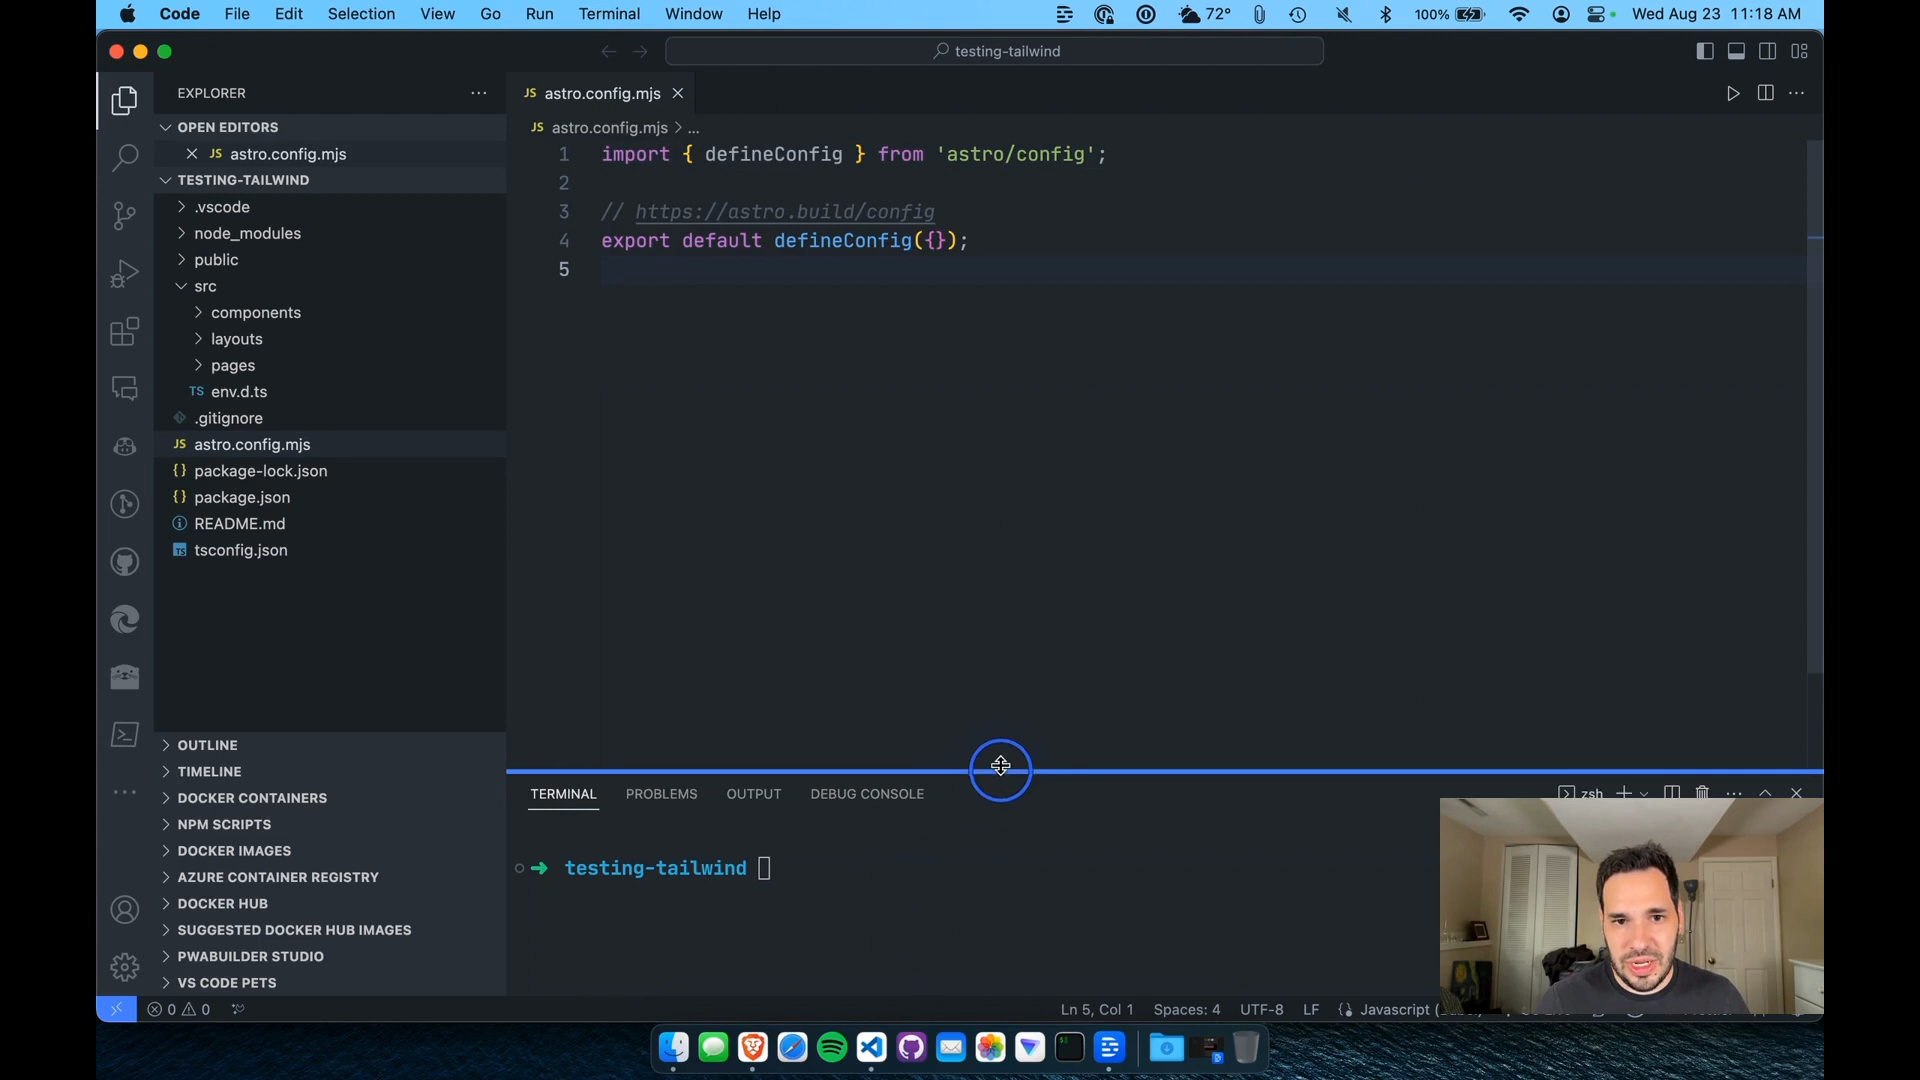 Code File Edit Selection View Go Run Terminal Window Help 72° 100% Wed Aug 23 11:18 AM
testing-tailwind
EXPLORER
OPEN EDITORS
JS astro.config.mjs
TESTING-TAILWIND
.vscode
node_modules
public
src
components
layouts
pages
TS env.d.ts
.gitignore
JS astro.config.mjs
{} package-lock.json
{} package.json
README.md
TS tsconfig.json
OUTLINE
TIMELINE
DOCKER CONTAINERS
NPM SCRIPTS
DOCKER IMAGES
AZURE CONTAINER REGISTRY
DOCKER HUB
SUGGESTED DOCKER HUB IMAGES
PWABUILDER STUDIO
VS CODE PETS
JS astro.config.mjs
JS astro.config.mjs > ...
1 import { defineConfig } from 'astro/config';
2
3 // https://astro.build/config
4 export default defineConfig({});
5
TERMINAL PROBLEMS OUTPUT DEBUG CONSOLE zsh
testing-tailwind
0 0 Ln 5, Col 1 Spaces: 4 UTF-8 LF {} Javascript